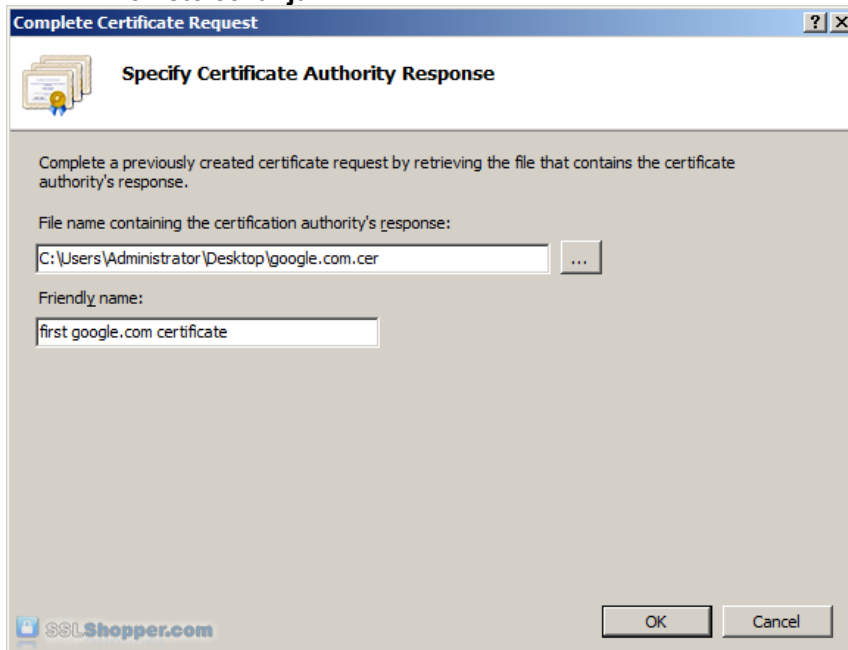 Complete Certificate Request
Specify Certificate Authority Response
Complete a previously created certificate request by retrieving the file that contains the certificate
authority's response.
File name containing the certification authority's response:
C:\Users\Administrator\Desktop\google.com.cer
...
Friendly name:
first google.com certificate
SSLShopper.com
OK
Cancel